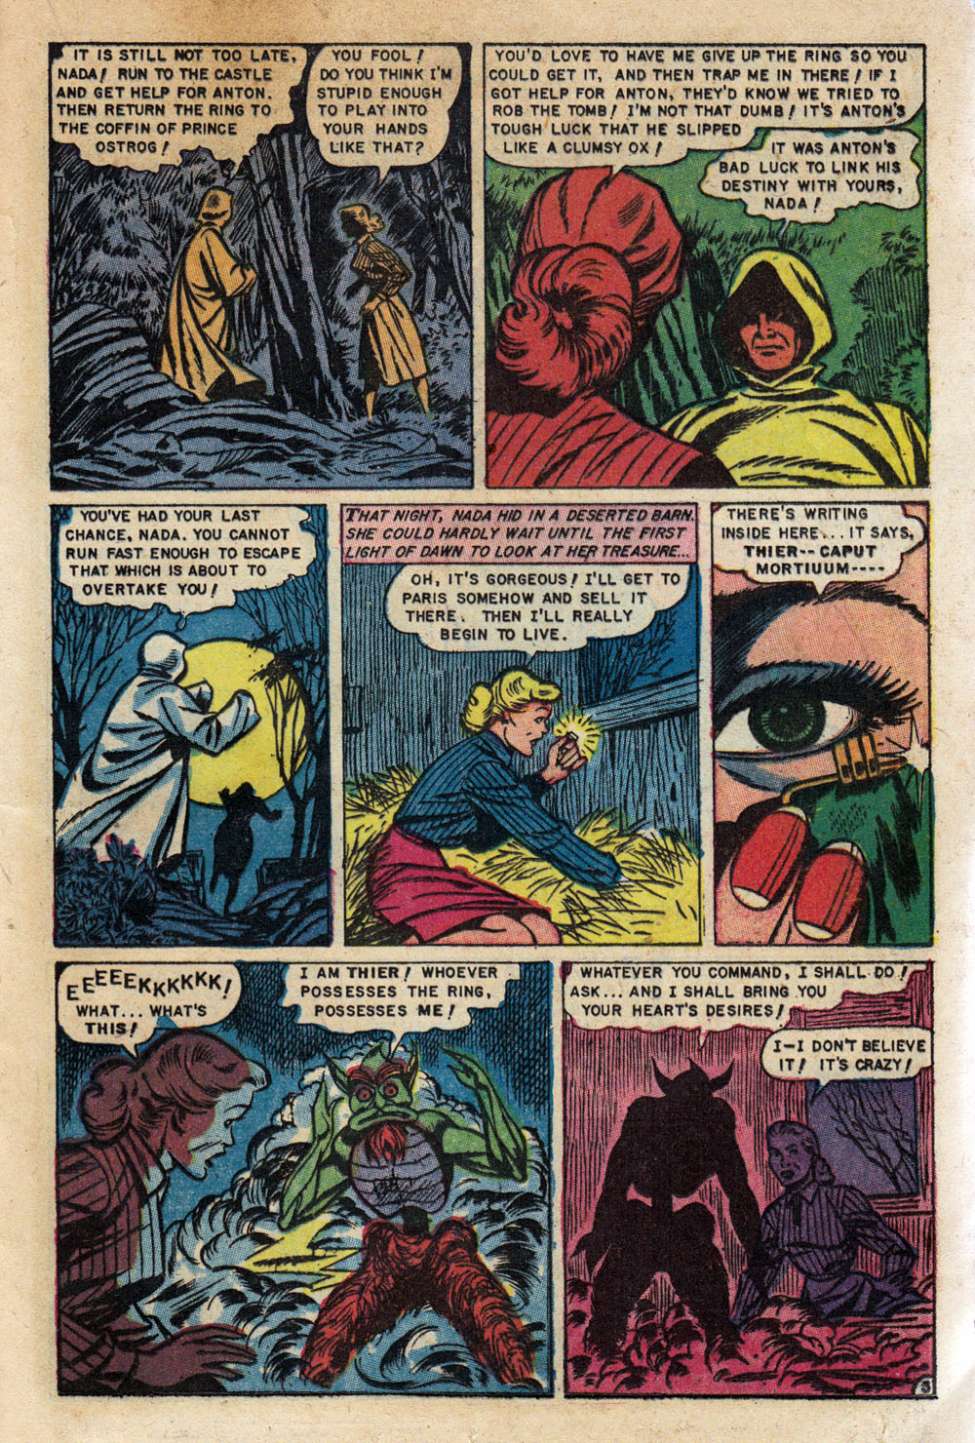 IT IS STILL NOT TOO LATE,
NADA! RUN TO THE CASTLE
AND GET HELP FOR ANTON.
THEN RETURN THE RING TO
THE COFFIN OF PRINCE
OSTROG!
YOU FOOL!
DO YOU THINK I'M
STUPID ENOUGH
TO PLAY INTO
YOUR HANDS
LIKE THAT?
YOU'D LOVE TO HAVE ME GIVE UP THE RING SO YOU
COULD GET IT, AND THEN TRAP ME IN THERE! IF I
GOT HELP FOR ANTON, THEY'D KNOW WE TRIED TO
ROB THE TOMB! I'M NOT THAT DUMB! IT'S ANTON'S
TOUGH LUCK THAT HE SLIPPED
LIKE A CLUMSY OX!
IT WAS ANTON'S
BAD LUCK TO LINK HIS
DESTINY WITH YOURS,
NADA!
YOU'VE HAD YOUR LAST
CHANCE, NADA. YOU CANNOT
RUN FAST ENOUGH TO ESCAPE
THAT WHICH IS ABOUT TO
OVERTAKE YOU!
THAT NIGHT, NADA HID IN A DESERTED BARN.
SHE COULD HARDLY WAIT UNTIL THE FIRST
LIGHT OF DAWN TO LOOK AT HER TREASURE...
OH, IT'S GORGEOUS! I'LL GET TO
PARIS SOMEHOW AND SELL IT
THERE. THEN I'LL REALLY
BEGIN TO LIVE.
THERE'S WRITING
INSIDE HERE... IT SAYS,
THIER-- CAPUT
MORTIUUM----
EEEEEKKKKKK!
WHAT... WHAT'S
THIS!
I AM THIER! WHOEVER
POSSESSES THE RING,
POSSESSES ME!
WHATEVER YOU COMMAND, I SHALL DO!
ASK... AND I SHALL BRING YOU
YOUR HEART'S DESIRES!
I-I DON'T BELIEVE
IT! IT'S CRAZY!
3